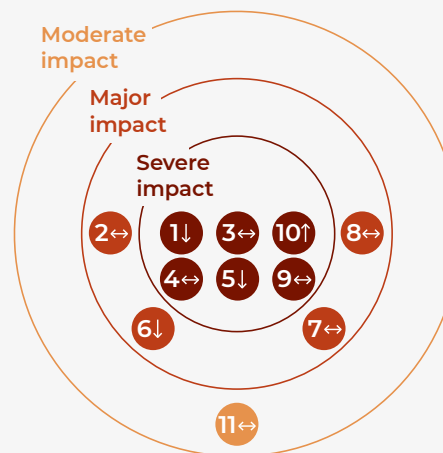 Moderate
impact
Major
impact
Severe
impact
2↔ 1↓ 3↔ 10↑ 8↔
4↔ 5↓ 9↔
6↓ 7↔
11↔